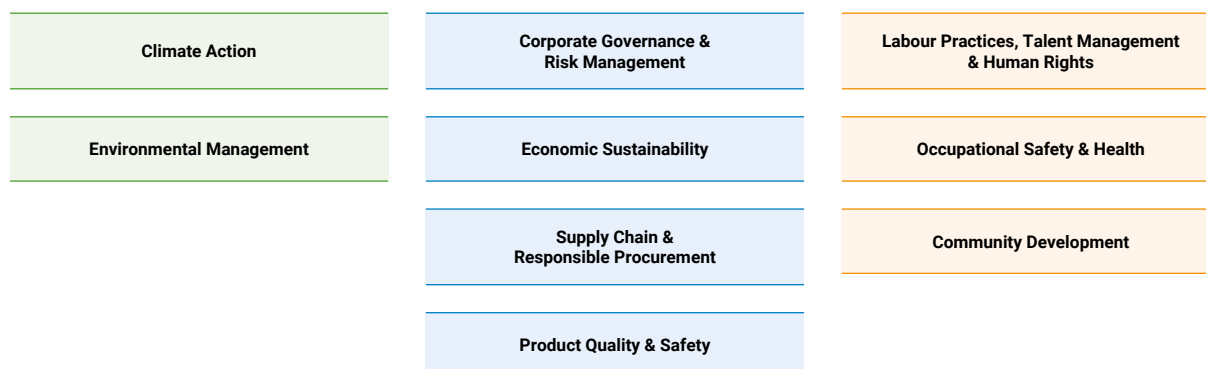 Climate Action
Environmental Management
Corporate Governance &
Risk Management
Economic Sustainability
Supply Chain &
Responsible Procurement
Product Quality & Safety
Labour Practices, Talent Management
& Human Rights
Occupational Safety & Health
Community Development